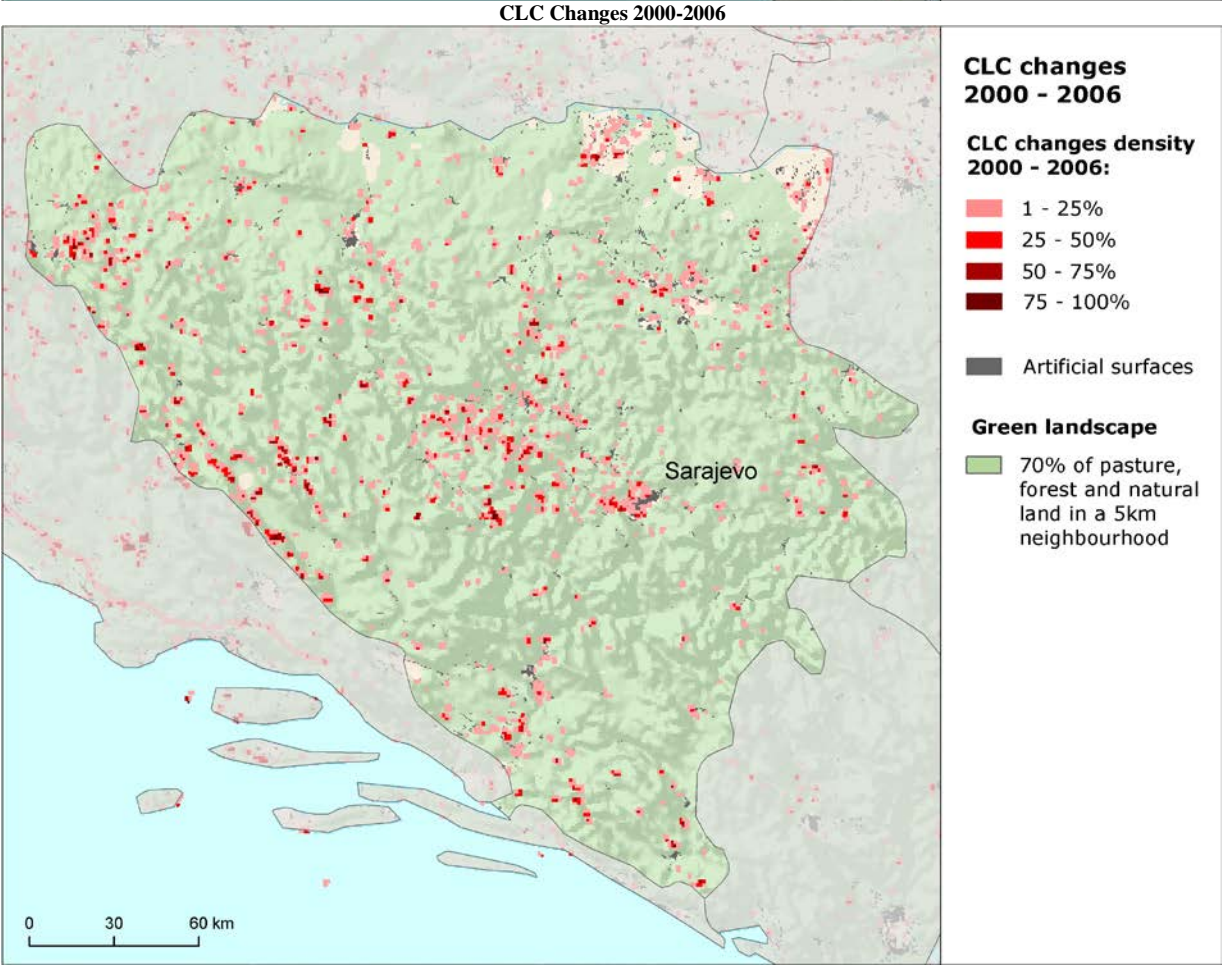 CLC Changes 2000-2006
CLC changes
2000 - 2006
CLC changes density
2000 - 2006:
1 - 25%
25 - 50%
50 - 75%
75 - 100%
Artificial surfaces
Green landscape
70% of pasture,
forest and natural
land in a 5km
neighbourhood
Sarajevo
0 30 60 km